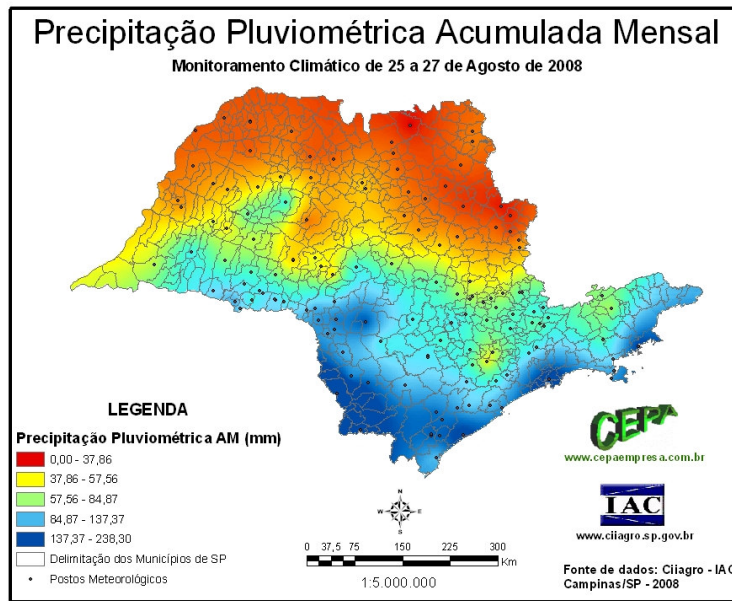 Precipitação Pluviométrica Acumulada Mensal
Monitoramento Climático de 25 a 27 de Agosto de 2008
LEGENDA
Precipitação Pluviométrica AM (mm)
0,00 - 37,86
37,86 - 57,56
57,56 - 84,87
84,87 - 137,37
137,37 - 238,30
Delimitação dos Municípios de SP
Postos Meteorológicos
N
W E
S
0 37,5 75 150 225 300
Km
1:5.000.000
CEPA
www.cepaempresa.com.br
IAC
www.ciiagro.sp.gov.br
Fonte de dados: Ciiagro - IAC
Campinas/SP - 2008